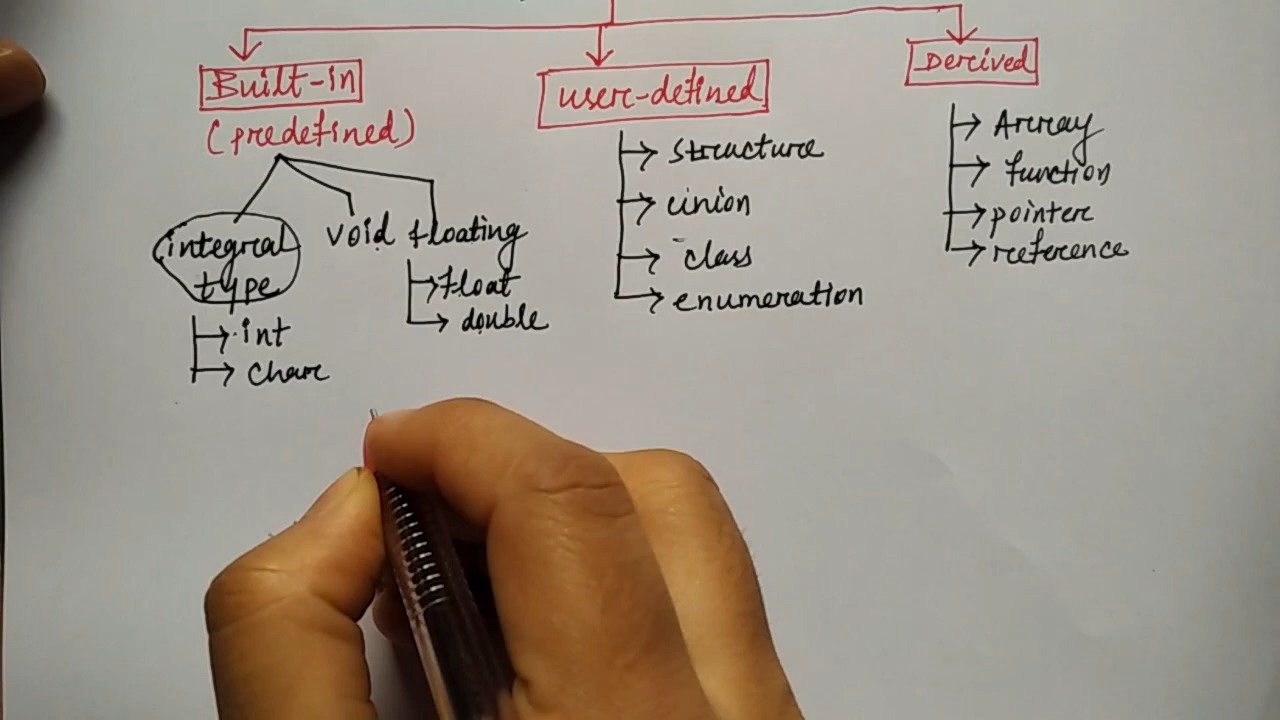 Built-in
(predefined)
integral
type
int
char
void
floating
float
double
user-defined
structure
union
class
enumeration
Derived
Array
function
pointer
reference